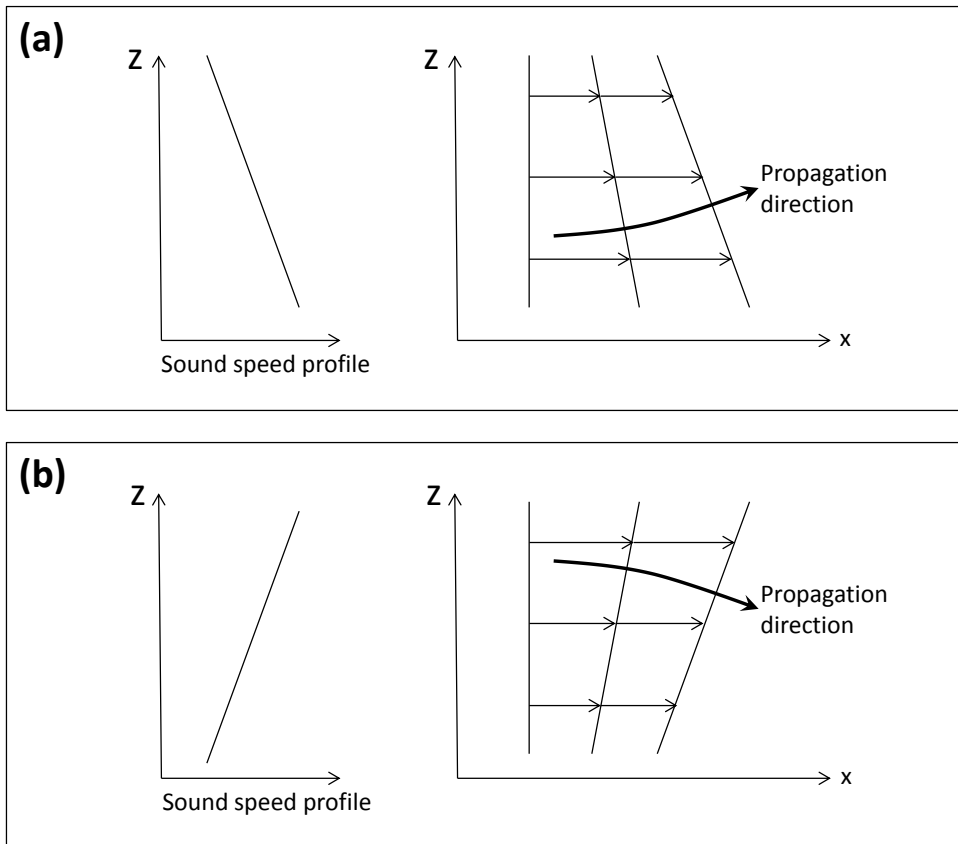 (a)
Z
Z
Propagation
direction
x
Sound speed profile
(b)
Z
Z
Propagation
direction
x
Sound speed profile